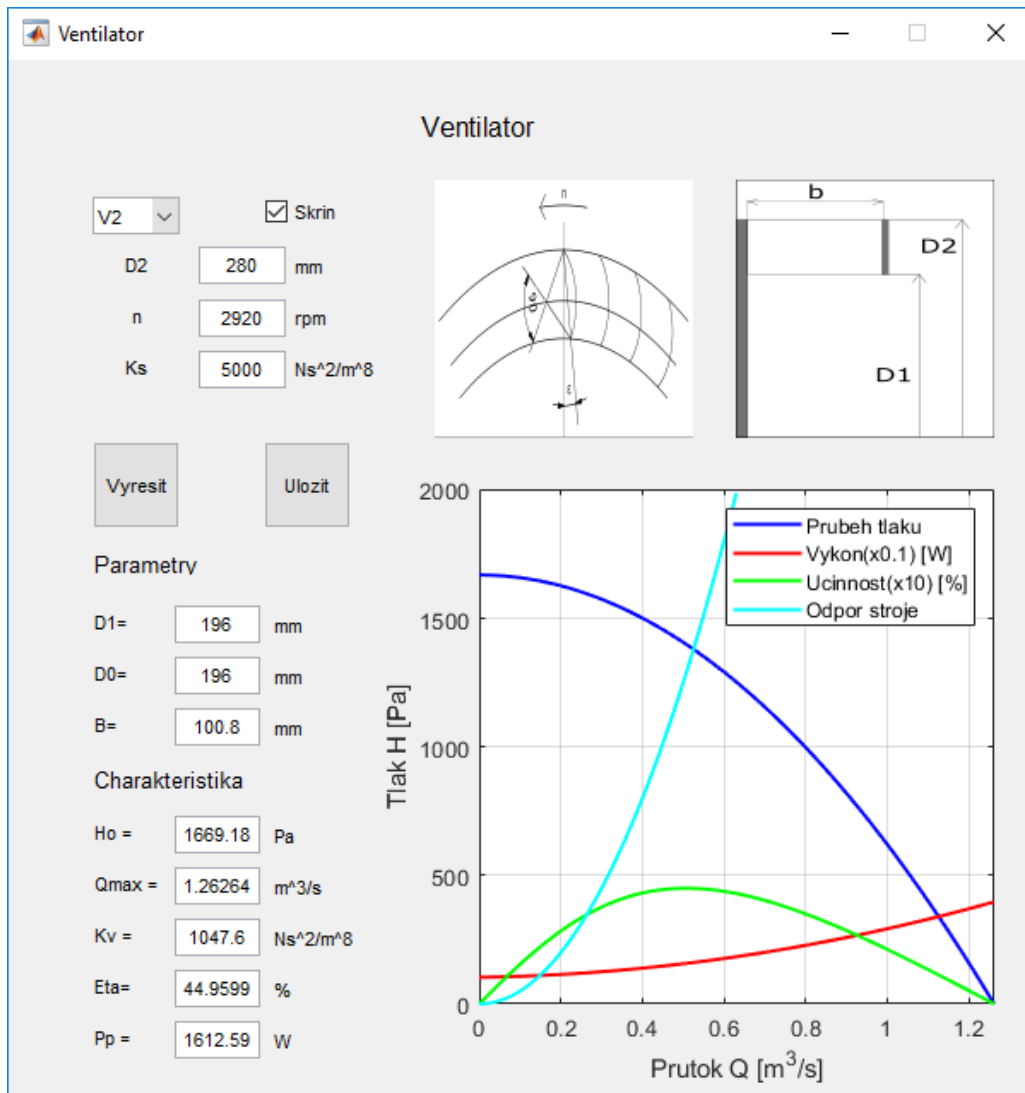 Ventilator
Ventilator
V2
Skrin
D2 280 mm
n 2920 rpm
Ks 5000 Ns^2/m^8
Vyresit
Ulozit
n
ε
b
D2
D1
Parametry
D1= 196 mm
D0= 196 mm
B= 100.8 mm
Charakteristika
Ho = 1669.18 Pa
Qmax = 1.26264 m^3/s
Kv = 1047.6 Ns^2/m^8
Eta= 44.9599 %
Pp = 1612.59 W
Prubeh tlaku
Vykon(x0.1) [W]
Ucinnost(x10) [%]
Odpor stroje
Tlak H [Pa]
2000
1500
1000
500
0
0 0.2 0.4 0.6 0.8 1 1.2
Prutok Q [m³/s]